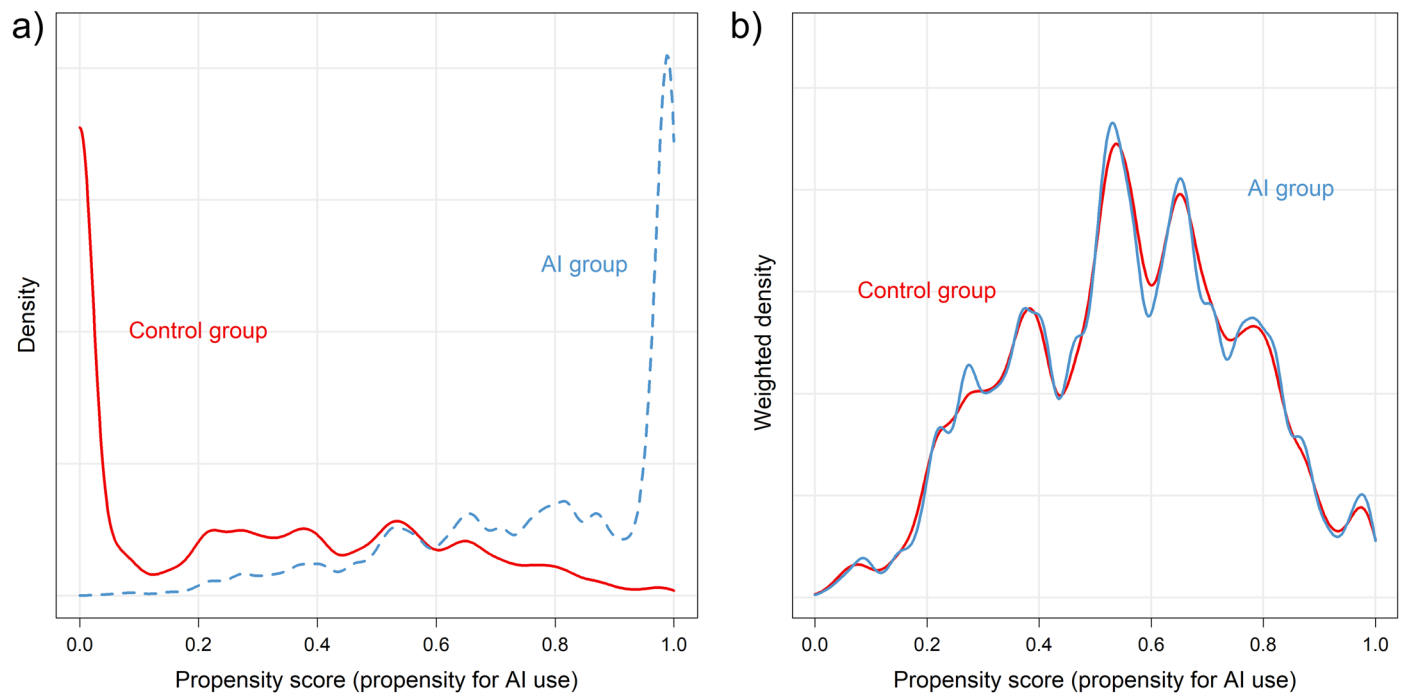 a)
Density
Control group
AI group
0.0 0.2 0.4 0.6 0.8 1.0
Propensity score (propensity for AI use)
b)
Weighted density
Control group
AI group
0.0 0.2 0.4 0.6 0.8 1.0
Propensity score (propensity for AI use)